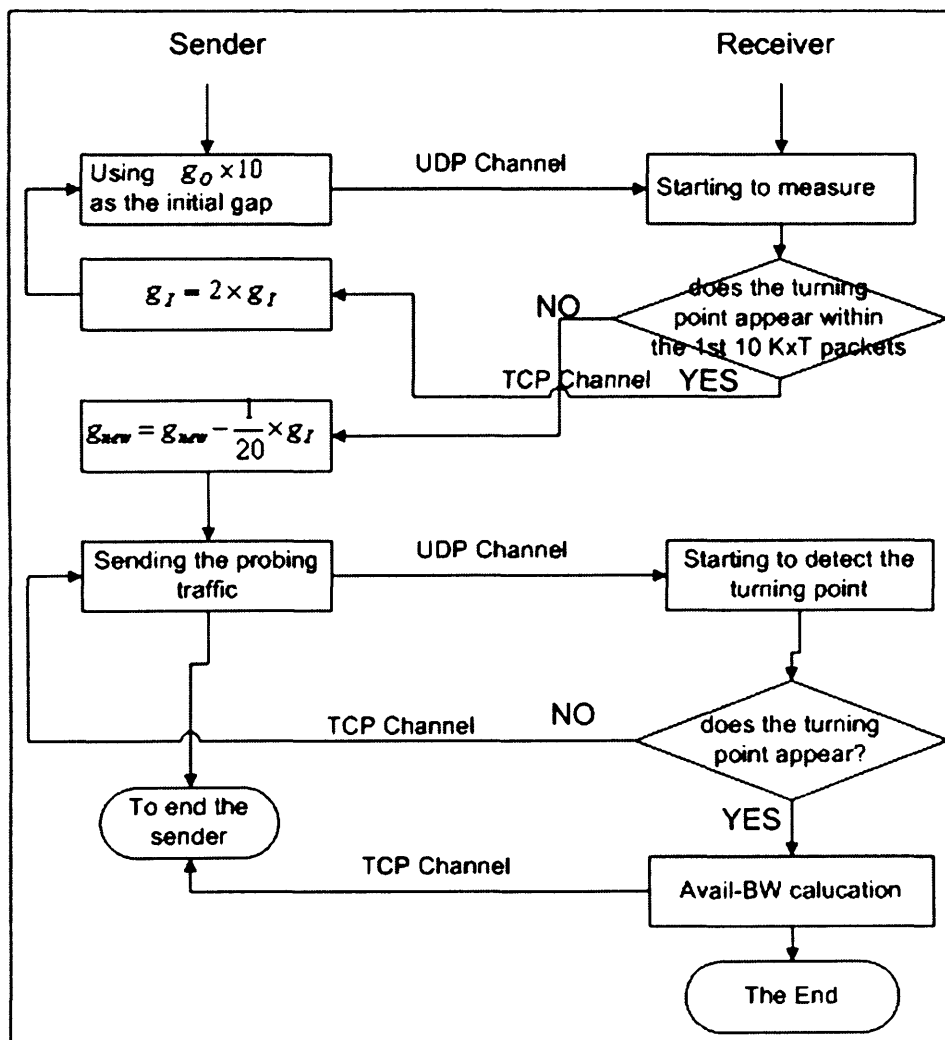 Sender
Receiver
Using g_O × 10
as the initial gap
UDP Channel
Starting to measure
g_I = 2 × g_I
NO
does the turning
point appear within
the 1st 10 KxT packets
TCP Channel
YES
g_new = g_new - 1/20 × g_I
Sending the probing
traffic
UDP Channel
Starting to detect the
turning point
TCP Channel
NO
does the turning
point appear?
To end the
sender
YES
TCP Channel
Avail-BW calucation
The End